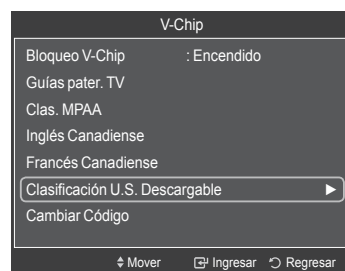 V-Chip
Bloqueo V-Chip : Encendido
Guías pater. TV
Clas. MPAA
Inglés Canadiense
Francés Canadiense
Clasificación U.S. Descargable
Cambiar Código
Mover Ingresar Regresar